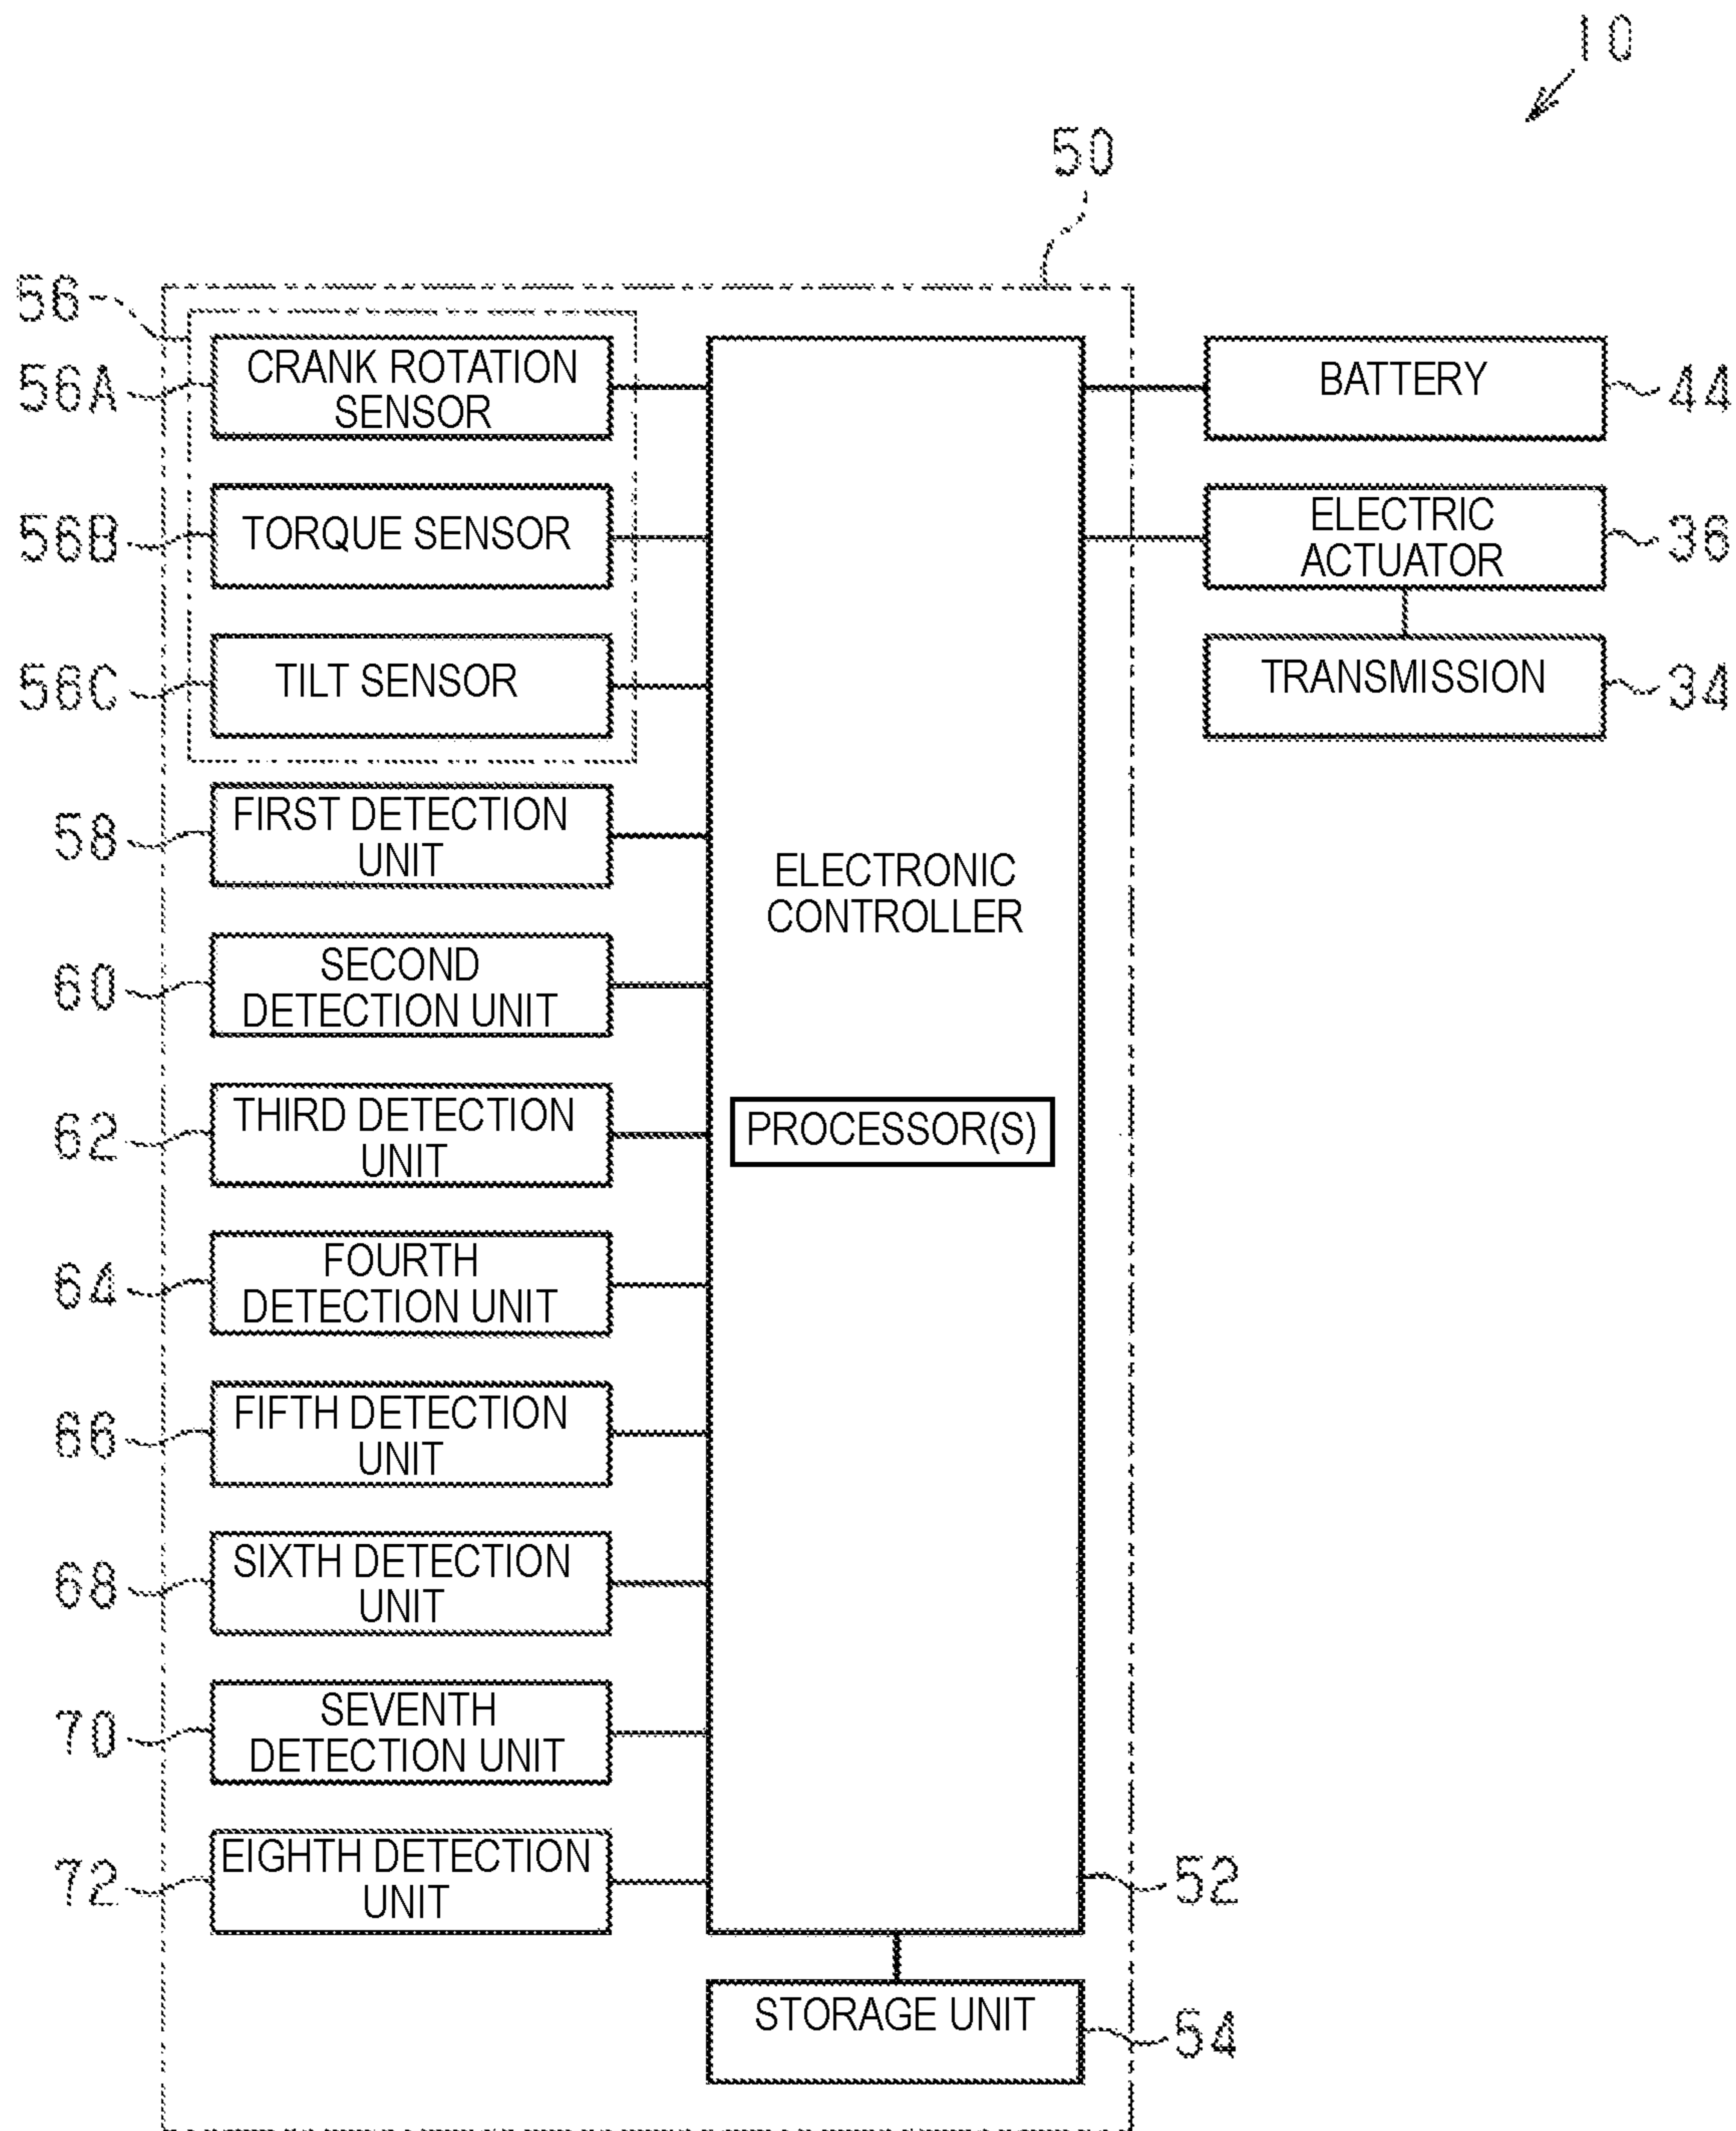 10
50
56
56A
CRANK ROTATION
SENSOR
BATTERY
44
56B
TORQUE SENSOR
ELECTRIC
ACTUATOR
36
56C
TILT SENSOR
TRANSMISSION
34
58
FIRST DETECTION
UNIT
ELECTRONIC
CONTROLLER
60
SECOND
DETECTION UNIT
62
THIRD DETECTION
UNIT
PROCESSOR(S)
64
FOURTH
DETECTION UNIT
66
FIFTH DETECTION
UNIT
68
SIXTH DETECTION
UNIT
70
SEVENTH
DETECTION UNIT
72
EIGHTH DETECTION
UNIT
52
STORAGE UNIT
54